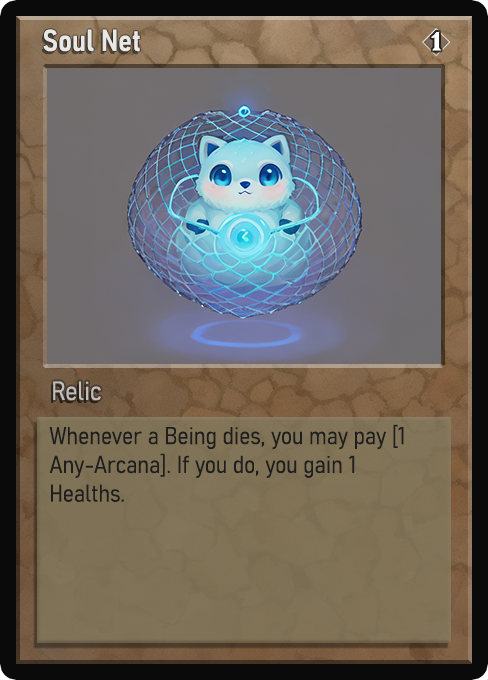 Soul Net
1
Relic
Whenever a Being dies, you may pay [1
Any-Arcana]. If you do, you gain 1
Healths.